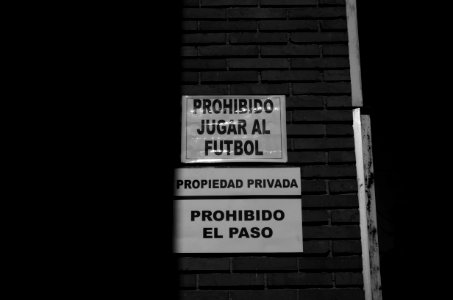 PROHIBIDO
JUGAR AL
FUTBOL
PROPIEDAD PRIVADA
PROHIBIDO
EL PASO